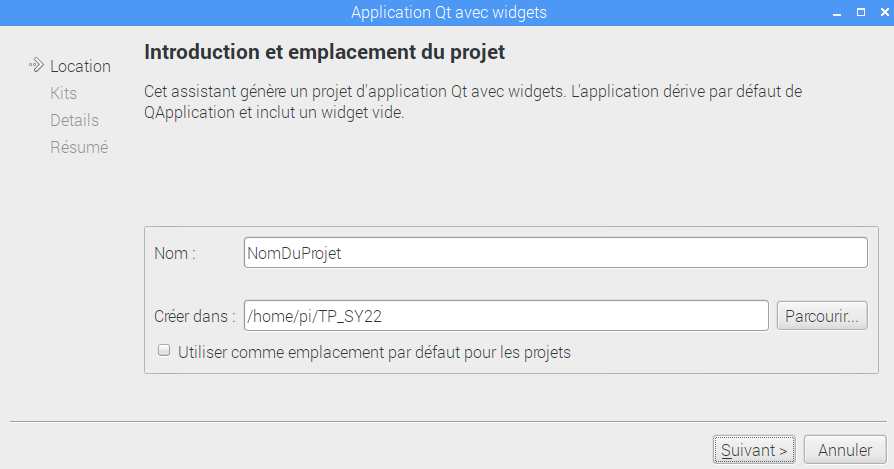 Application Qt avec widgets
Location
Kits
Details
Résumé
Introduction et emplacement du projet
Cet assistant génère un projet d'application Qt avec widgets. L'application dérive par défaut de
QApplication et inclut un widget vide.
Nom :
NomDuProjet
Créer dans :
/home/pi/TP_SY22
Parcourir...
Utiliser comme emplacement par défaut pour les projets
Suivant >
Annuler